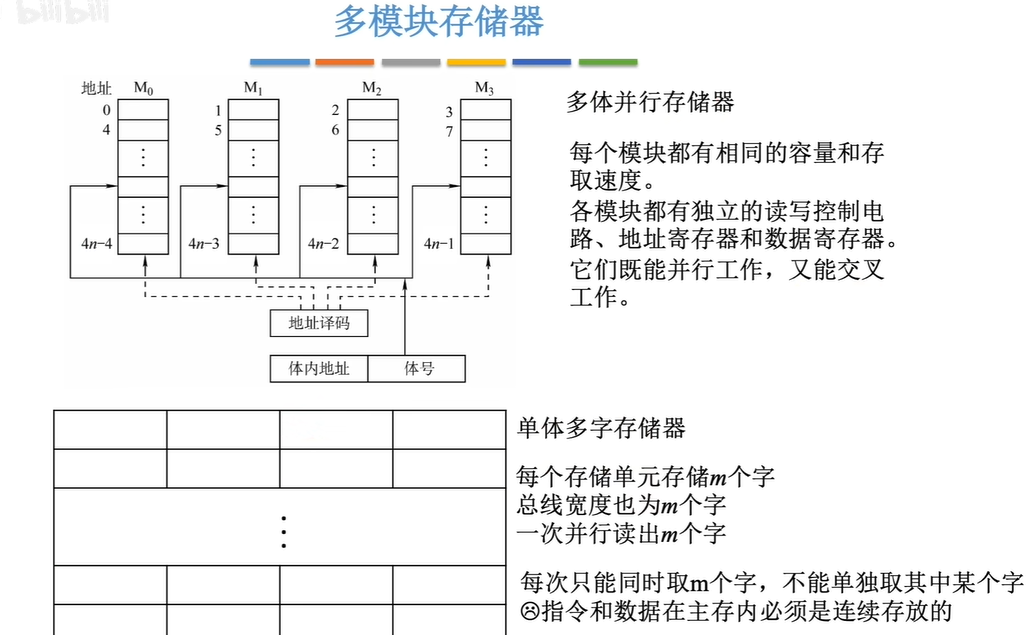 bilibili
多模块存储器
地址 M₀ M₁ M₂ M₃
0 1 2 3
4 5 6 7
4n-4 4n-3 4n-2 4n-1
地址译码
体内地址 体号
多体并行存储器
每个模块都有相同的容量和存
取速度。
各模块都有独立的读写控制电
路、地址寄存器和数据寄存器。
它们既能并行工作，又能交叉
工作。
单体多字存储器
每个存储单元存储m个字
总线宽度也为m个字
一次并行读出m个字
每次只能同时取m个字，不能单独取其中某个字
☹指令和数据在主存内必须是连续存放的